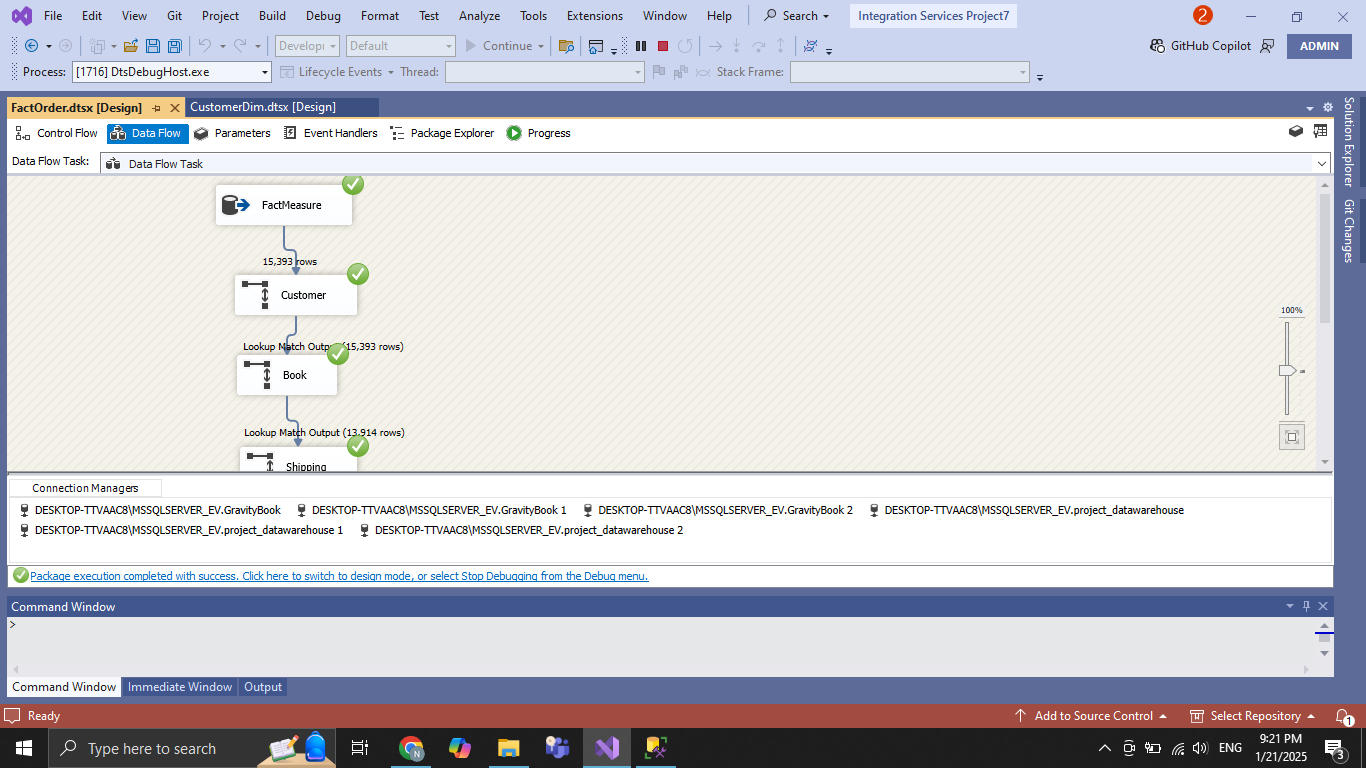 File Edit View Git Project Build Debug Format Test Analyze Tools Extensions Window Help Search Integration Services Project7 2
Develop Default Continue GitHub Copilot ADMIN
Process: [1716] DtsDebugHost.exe Lifecycle Events Thread: Stack Frame:
FactOrder.dtsx [Design] CustomerDim.dtsx [Design]
Control Flow Data Flow Parameters Event Handlers Package Explorer Progress
Data Flow Task: Data Flow Task
Solution Explorer
Git Changes
FactMeasure
15,393 rows
Customer
Lookup Match Output (15,393 rows)
Book
Lookup Match Output (13,914 rows)
Shipping
100%
Connection Managers
DESKTOP-TTVAAC8\MSSQLSERVER_EV.GravityBook DESKTOP-TTVAAC8\MSSQLSERVER_EV.GravityBook 1 DESKTOP-TTVAAC8\MSSQLSERVER_EV.GravityBook 2 DESKTOP-TTVAAC8\MSSQLSERVER_EV.project_datawarehouse
DESKTOP-TTVAAC8\MSSQLSERVER_EV.project_datawarehouse 1 DESKTOP-TTVAAC8\MSSQLSERVER_EV.project_datawarehouse 2
Package execution completed with success. Click here to switch to design mode, or select Stop Debugging from the Debug menu.
Command Window
>
Command Window Immediate Window Output
Ready Add to Source Control Select Repository 1
Type here to search N ENG 9:21 PM
1/21/2025 3